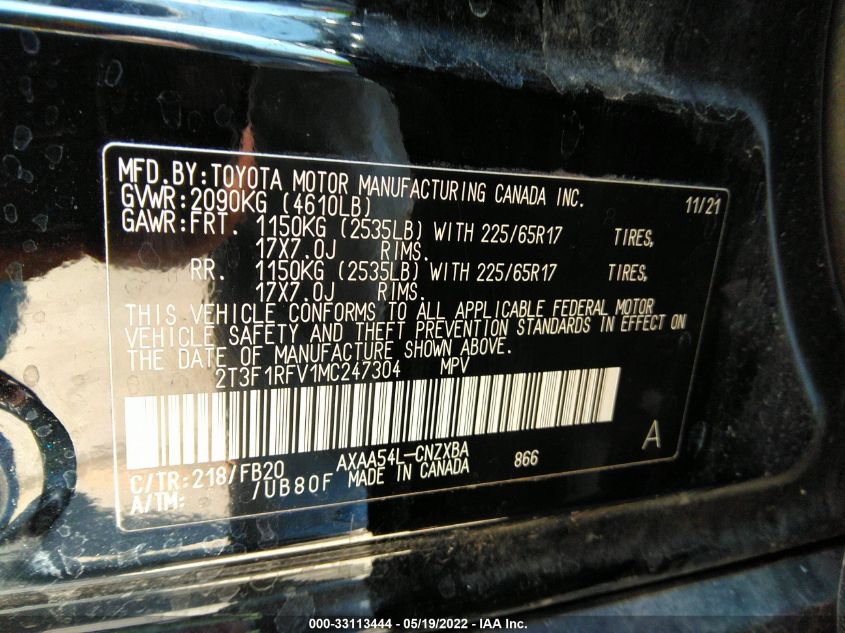 MFD.BY:TOYOTA MOTOR MANUFACTURING CANADA INC. 11/21
GVWR:2090KG (4610LB)
GAWR:FRT. 1150KG (2535LB) WITH 225/65R17 TIRES,
17X7.0J RIMS.
RR. 1150KG (2535LB) WITH 225/65R17 TIRES,
17X7.0J RIMS.
THIS VEHICLE CONFORMS TO ALL APPLICABLE FEDERAL MOTOR
VEHICLE SAFETY AND THEFT PREVENTION STANDARDS IN EFFECT ON
THE DATE OF MANUFACTURE SHOWN ABOVE.
2T3F1RFV1MC247304 MPV
A
C/TR:218/FB20 AXAA54L-CNZXBA 866
A/TM: /UB80F MADE IN CANADA
000-33113444 - 05/19/2022 - IAA Inc.